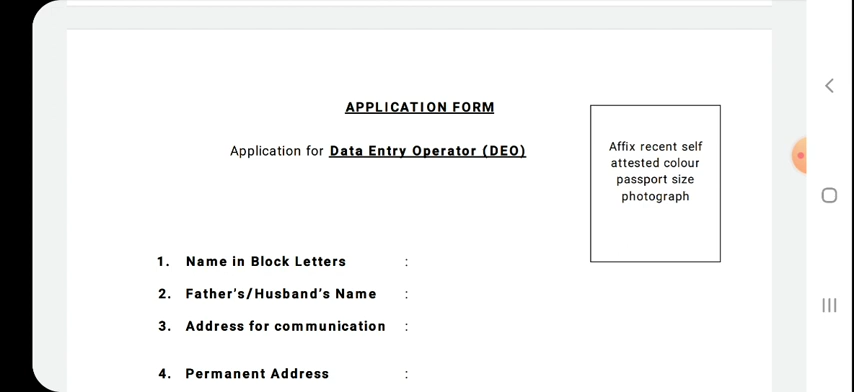 APPLICATION FORM
Application for Data Entry Operator (DEO)
Affix recent self
attested colour
passport size
photograph
1. Name in Block Letters :
2. Father's/Husband's Name :
3. Address for communication :
4. Permanent Address :